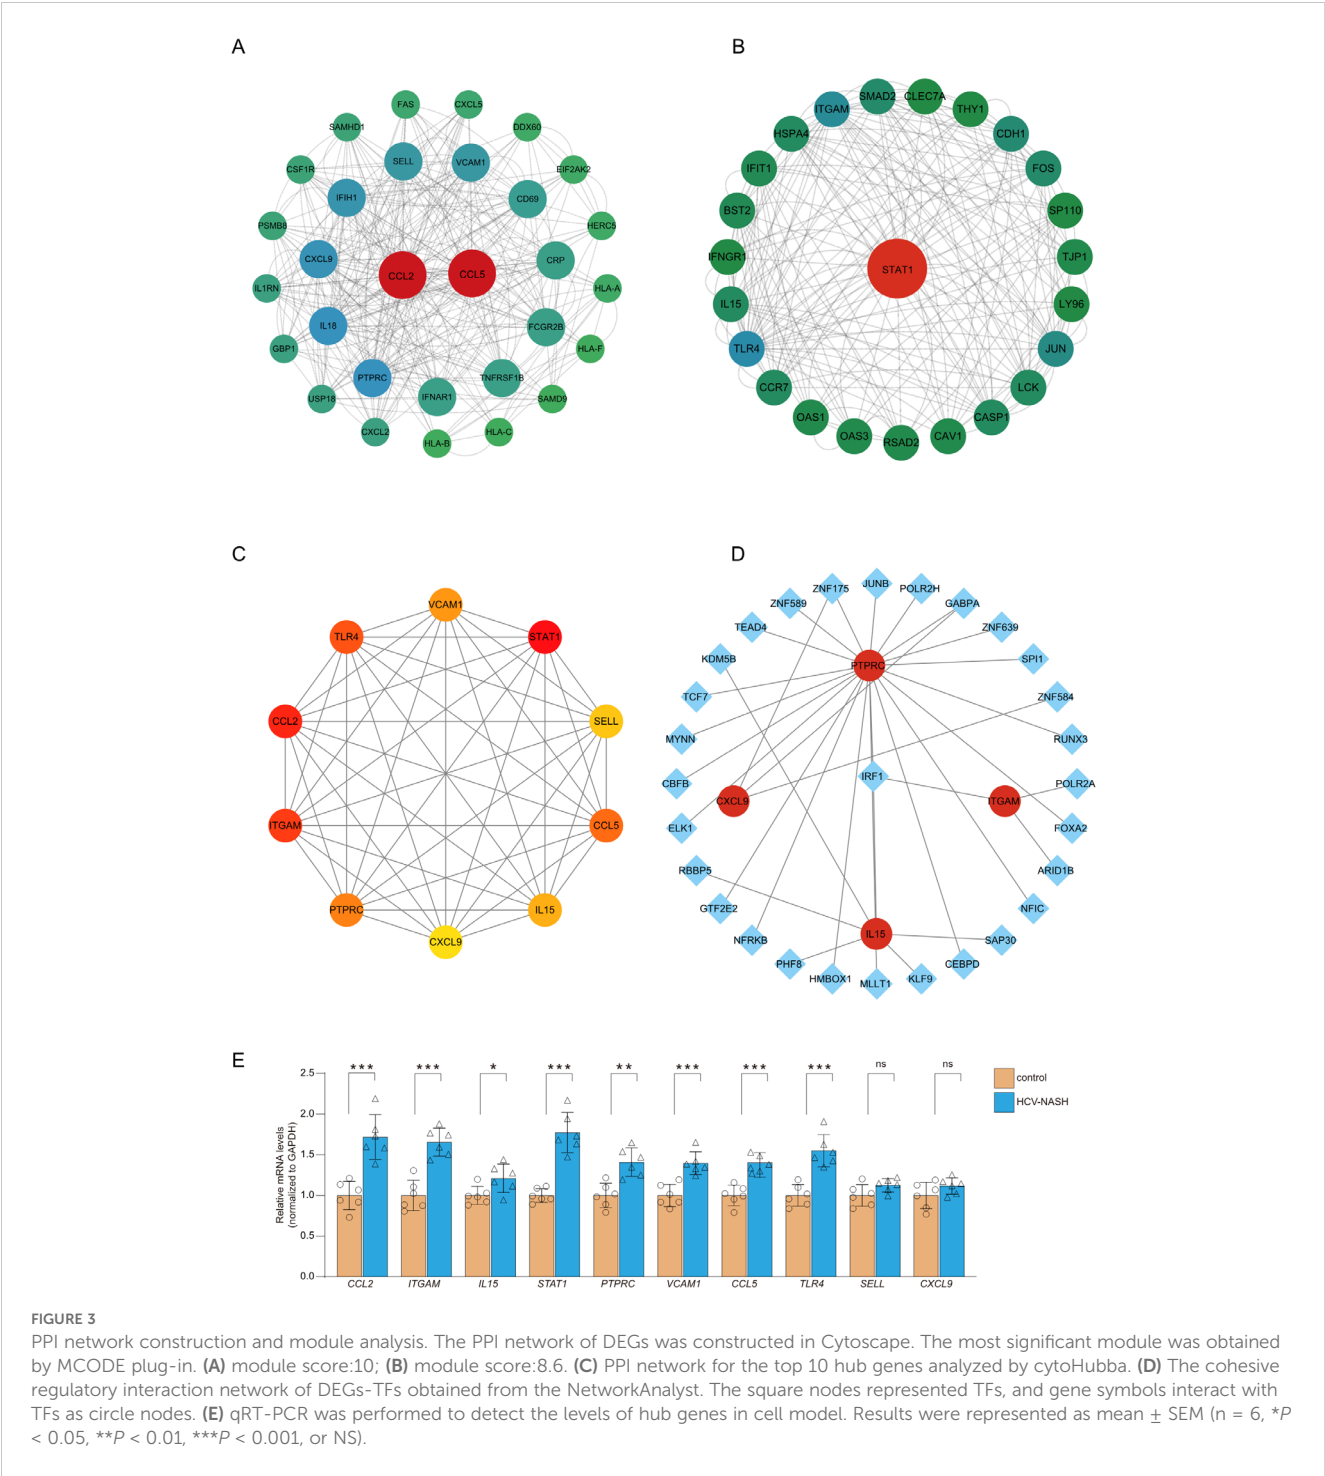 A
FAS
CXCL5
SAMHD1
DDX60
CSF1R
SELL
VCAM1
EIF2AK2
IFIH1
CD69
PSMB8
HERC5
CXCL9
CCL2
CCL5
CRP
IL1RN
HLA-A
IL18
FCGR2B
GBP1
HLA-F
PTPRC
TNFRSF1B
USP18
IFNAR1
SAMD9
CXCL2
HLA-B
HLA-C
B
ITGAM
SMAD2
CLEC7A
THY1
HSPA4
CDH1
IFIT1
FOS
BST2
SP110
IFNGR1
STAT1
TJP1
IL15
LY96
TLR4
JUN
CCR7
LCK
OAS1
CASP1
OAS3
RSAD2
CAV1
C
VCAM1
TLR4
STAT1
CCL2
SELL
ITGAM
CCL5
PTPRC
IL15
CXCL9
D
ZNF175
JUNB
POLR2H
ZNF589
GABPA
TEAD4
ZNF639
KDM5B
PTPRC
SPI1
TCF7
ZNF584
MYNN
RUNX3
CBFB
IRF1
POLR2A
CXCL9
ITGAM
ELK1
FOXA2
RBBP5
ARID1B
GTF2E2
NFIC
NFRKB
IL15
SAP30
PHF8
CEBPD
HMBOX1
MLLT1
KLF9
E
Relative mRNA levels
(normalized to GAPDH)
2.5
2.0
1.5
1.0
0.5
0.0
***
***
*
***
**
***
***
***
ns
ns
control
HCV-NASH
CCL2
ITGAM
IL15
STAT1
PTPRC
VCAM1
CCL5
TLR4
SELL
CXCL9
FIGURE 3
PPI network construction and module analysis. The PPI network of DEGs was constructed in Cytoscape. The most significant module was obtained
by MCODE plug-in. (A) module score:10; (B) module score:8.6. (C) PPI network for the top 10 hub genes analyzed by cytoHubba. (D) The cohesive
regulatory interaction network of DEGs-TFs obtained from the NetworkAnalyst. The square nodes represented TFs, and gene symbols interact with
TFs as circle nodes. (E) qRT-PCR was performed to detect the levels of hub genes in cell model. Results were represented as mean ± SEM (n = 6, *P
< 0.05, **P < 0.01, ***P < 0.001, or NS).